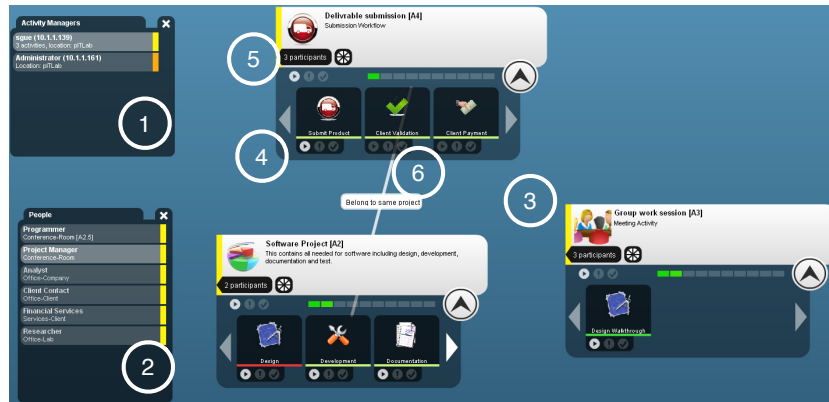 Activity Managers
sgue (10.1.1.139)
3 activities, location: pITLab
Administrator (10.1.1.161)
Location: pITLab
1
People
Programmer
Conference-Room [A2.5]
Project Manager
Conference-Room
Analyst
Office-Company
Client Contact
Office-Client
Financial Services
Services-Client
Researcher
Office-Lab
2
Delivrable submission [A4]
Submission Workflow
5
3 participants
Submit Product
Client Validation
Client Payment
4
6
Belong to same project
Software Project [A2]
This contains all needed for software including design, development,
documentation and test.
2 participants
Design
Development
Documentation
3
Group work session [A3]
Meeting Activity
3 participants
Design Walkthrough